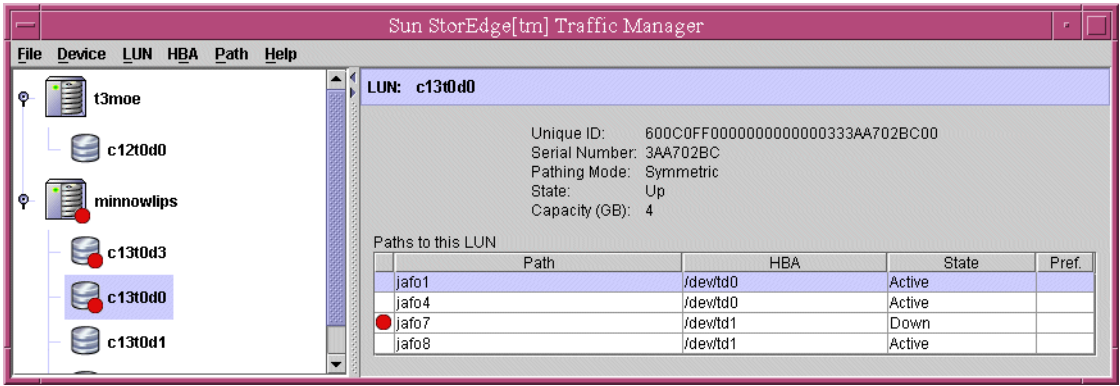 Sun StorEdge[tm] Traffic Manager
File Device LUN HBA Path Help
t3moe
c12t0d0
minnowlips
c13t0d3
c13t0d0
c13t0d1
LUN: c13t0d0
Unique ID: 600C0FF0000000000000333AA702BC00
Serial Number: 3AA702BC
Pathing Mode: Symmetric
State: Up
Capacity (GB): 4
Paths to this LUN
Path HBA State Pref.
jafo1 /dev/td0 Active
jafo4 /dev/td0 Active
jafo7 /dev/td1 Down
jafo8 /dev/td1 Active